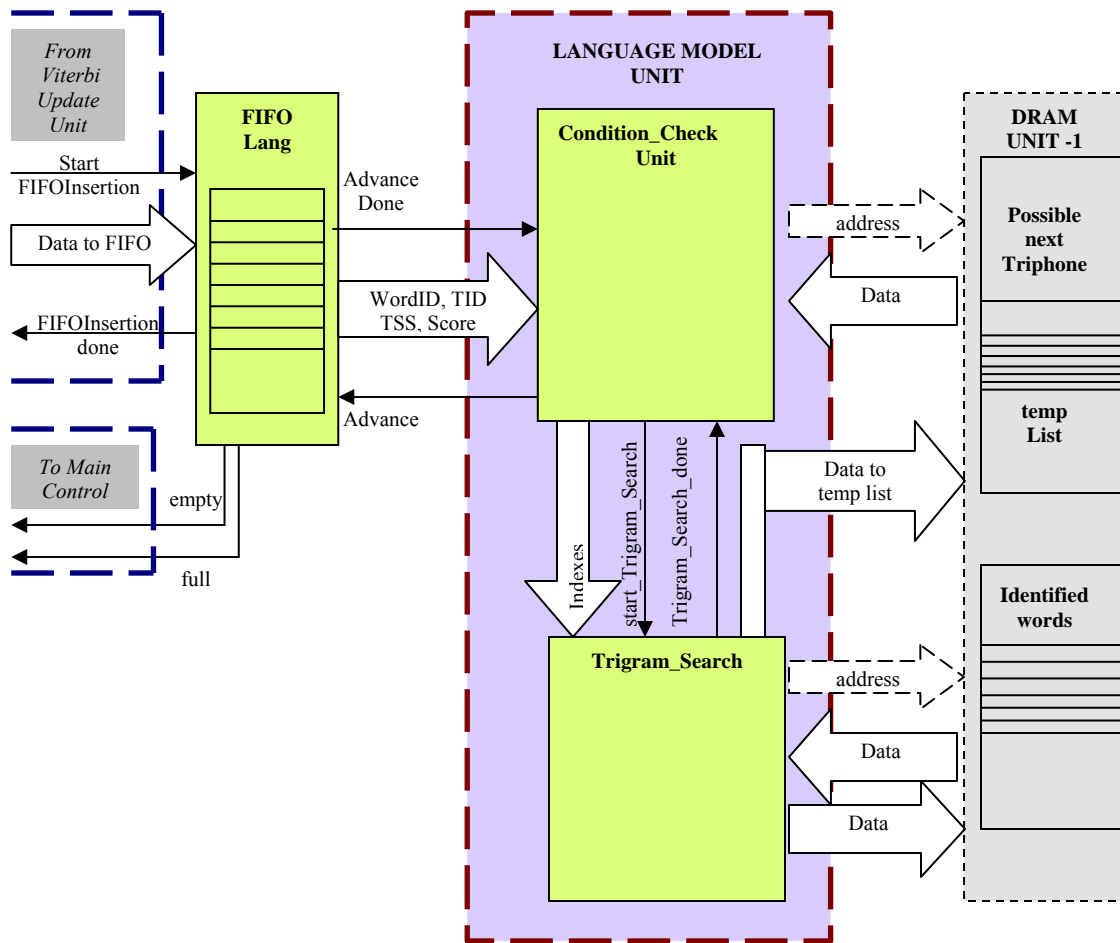 From
Viterbi
Update
Unit
Start
FIFOInsertion
Data to FIFO
FIFOInsertion
done
To Main
Control
empty
full
FIFO
Lang
Advance
Done
WordID, TID
TSS, Score
Advance
LANGUAGE MODEL
UNIT
Condition_Check
Unit
Indexes
start_Trigram_Search
Trigram_Search_done
Trigram_Search
address
Data
Data to
temp list
address
Data
Data
DRAM
UNIT -1
Possible
next
Triphone
temp
List
Identified
words